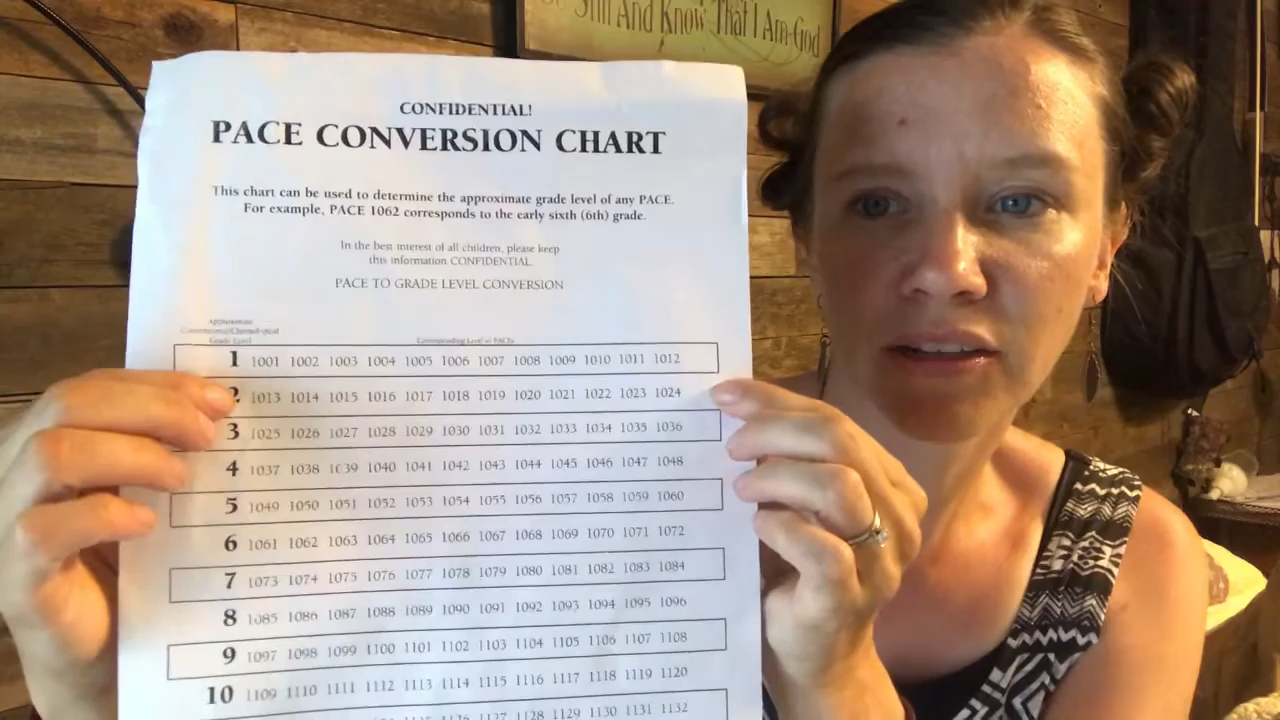 Still And Know That I Am God
CONFIDENTIAL!
PACE CONVERSION CHART
This chart can be used to determine the approximate grade level of any PACE.
For example, PACE 1062 corresponds to the early sixth (6th) grade.
In the best interest of all children, please keep
this information CONFIDENTIAL.
PACE TO GRADE LEVEL CONVERSION
Approximate
Grade Level Corresponding Level of PACEs
1 1001 1002 1003 1004 1005 1006 1007 1008 1009 1010 1011 1012
2 1013 1014 1015 1016 1017 1018 1019 1020 1021 1022 1023 1024
3 1025 1026 1027 1028 1029 1030 1031 1032 1033 1034 1035 1036
4 1037 1038 1039 1040 1041 1042 1043 1044 1045 1046 1047 1048
5 1049 1050 1051 1052 1053 1054 1055 1056 1057 1058 1059 1060
6 1061 1062 1063 1064 1065 1066 1067 1068 1069 1070 1071 1072
7 1073 1074 1075 1076 1077 1078 1079 1080 1081 1082 1083 1084
8 1085 1086 1087 1088 1089 1090 1091 1092 1093 1094 1095 1096
9 1097 1098 1099 1100 1101 1102 1103 1104 1105 1106 1107 1108
10 1109 1110 1111 1112 1113 1114 1115 1116 1117 1118 1119 1120
1127 1128 1129 1130 1131 1132